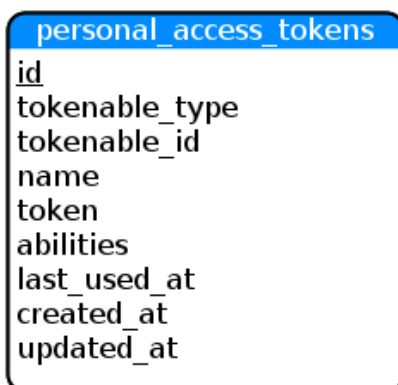 personal_access_tokens
id
tokenable_type
tokenable_id
name
token
abilities
last_used_at
created_at
updated_at